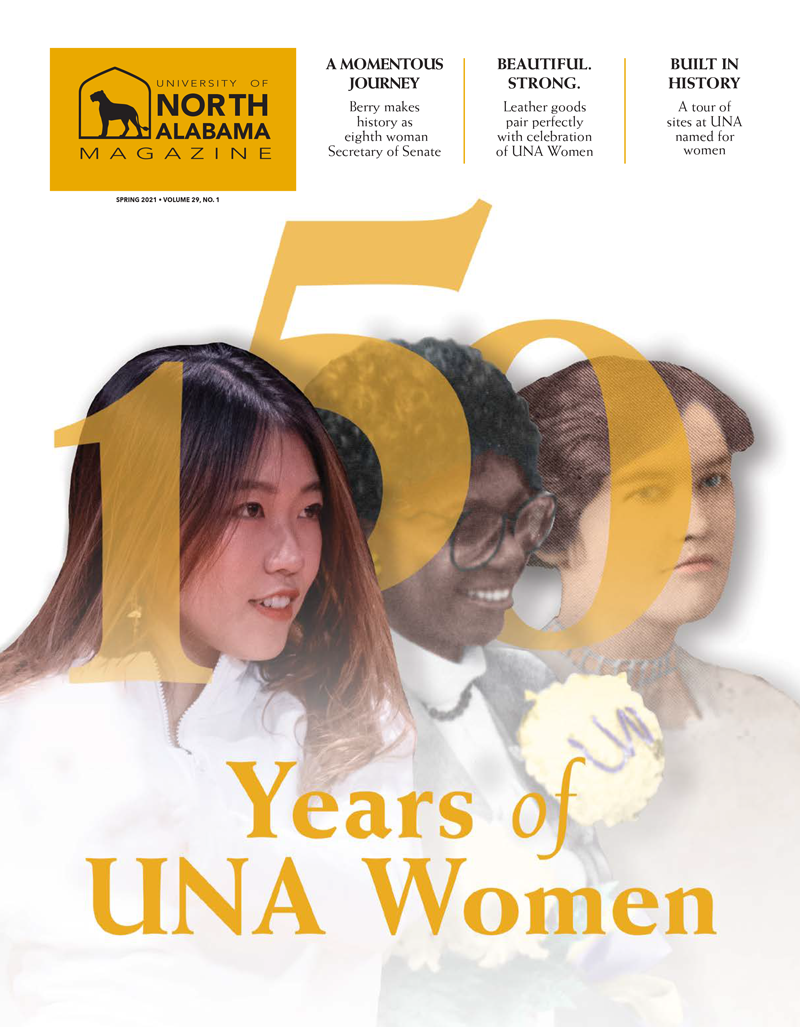 UNIVERSITY OF
NORTH
ALABAMA
MAGAZINE
SPRING 2021 • VOLUME 29, NO. 1
A MOMENTOUS
JOURNEY
Berry makes
history as
eighth woman
Secretary of Senate
BEAUTIFUL.
STRONG.
Leather goods
pair perfectly
with celebration
of UNA Women
BUILT IN
HISTORY
A tour of
sites at UNA
named for
women
150
UN
Years of
UNA Women